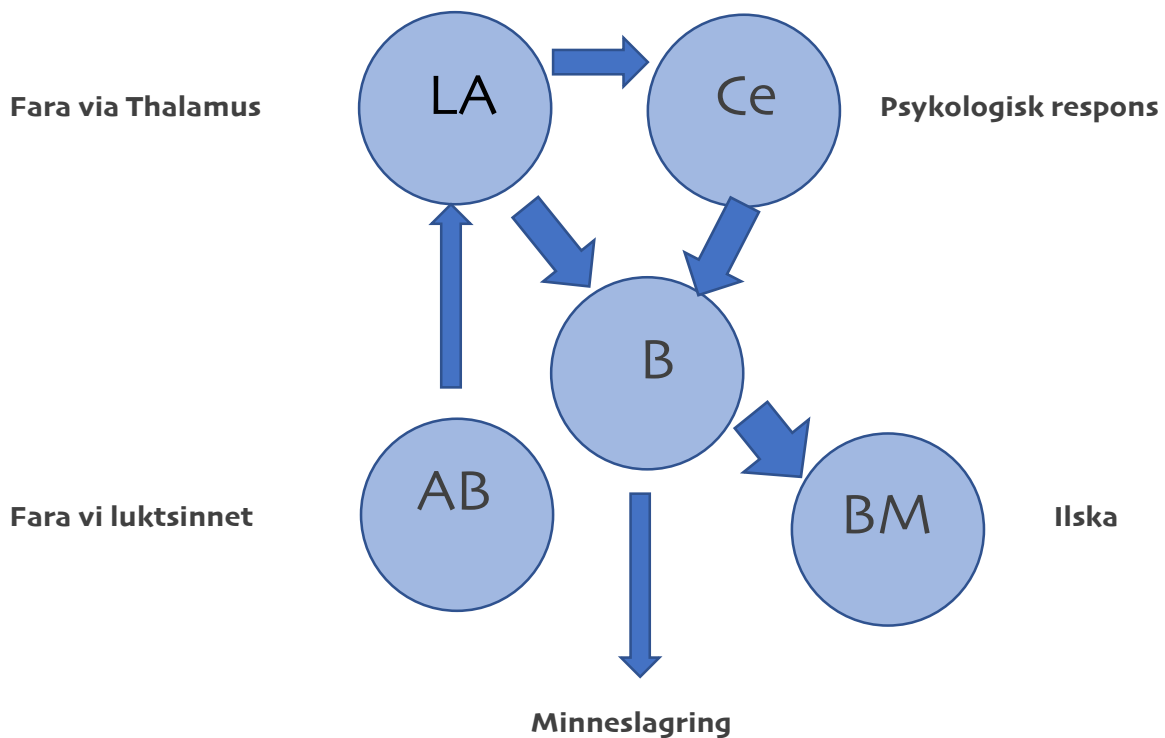 LA
Ce
Fara via Thalamus
Psykologisk respons
B
AB
BM
Fara vi luktsinnet
Ilska
Minneslagring